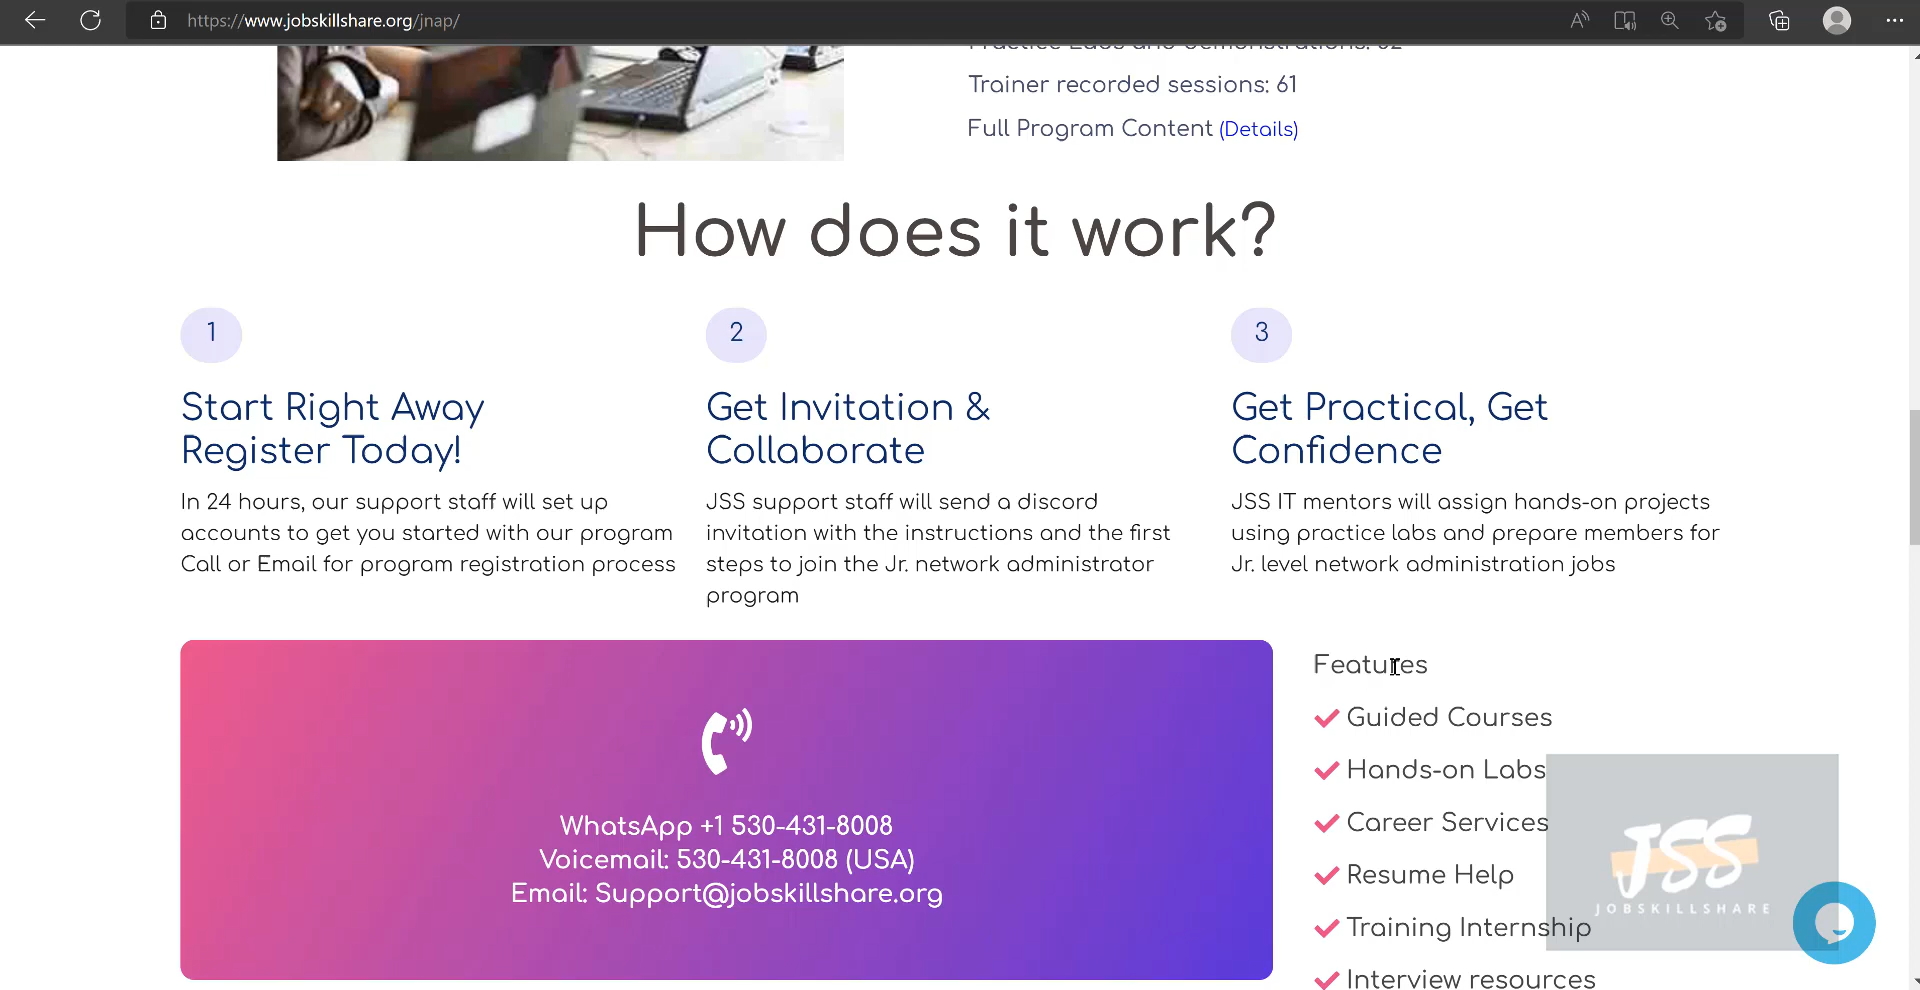 https://www.jobskillshare.org/jnap/
Practice Labs and demonstrations: 62
Trainer recorded sessions: 61
Full Program Content (Details)
How does it work?
1
Start Right Away
Register Today!
In 24 hours, our support staff will set up
accounts to get you started with our program
Call or Email for program registration process
2
Get Invitation &
Collaborate
JSS support staff will send a discord
invitation with the instructions and the first
steps to join the Jr. network administrator
program
3
Get Practical, Get
Confidence
JSS IT mentors will assign hands-on projects
using practice labs and prepare members for
Jr. level network administration jobs
WhatsApp +1 530-431-8008
Voicemail: 530-431-8008 (USA)
Email: Support@jobskillshare.org
Features
Guided Courses
Hands-on Labs
Career Services
Resume Help
Training Internship
Interview resources
JSS
JOBSKILLSHARE